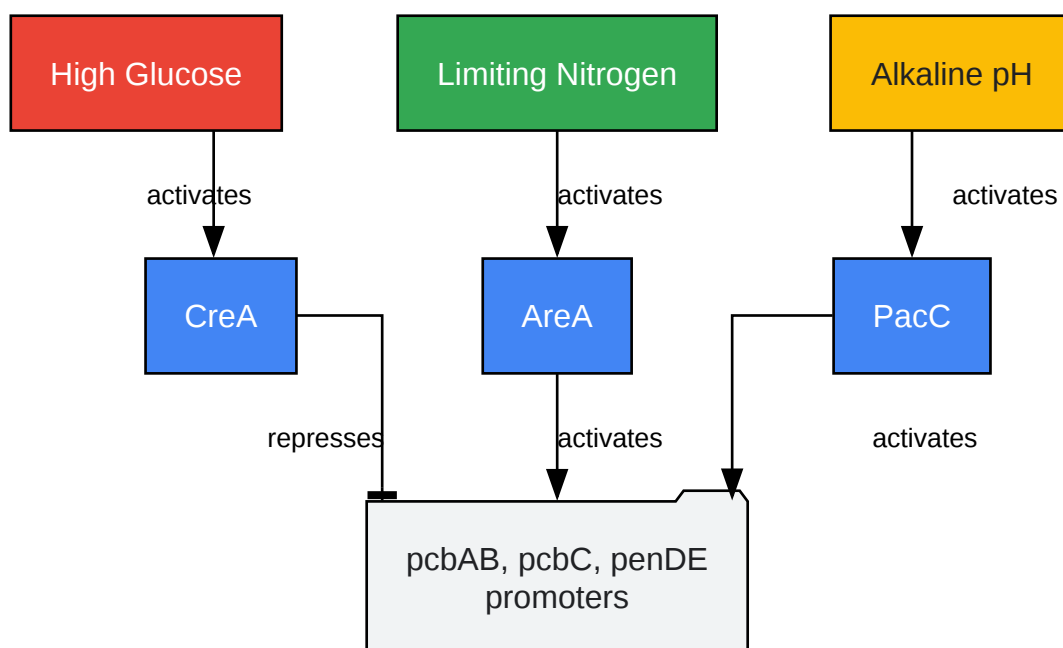 High Glucose
Limiting Nitrogen
Alkaline pH
activates
activates
activates
CreA
AreA
PacC
represses
activates
activates
pcbAB, pcbC, penDE
promoters